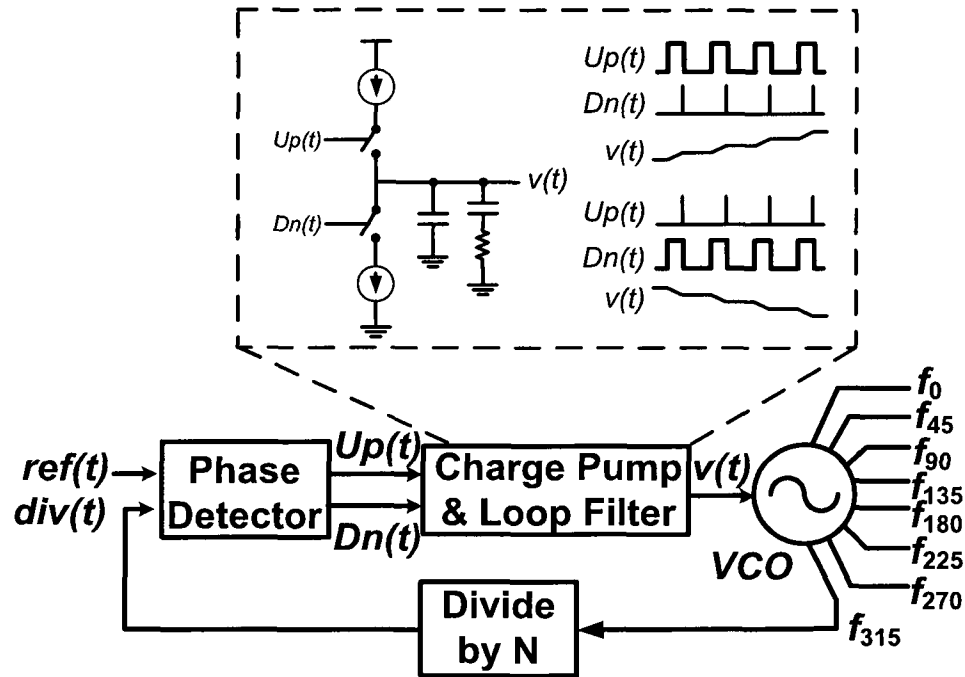 Up(t)
Dn(t)
v(t)
Up(t)
Dn(t)
v(t)
Up(t)
Dn(t)
v(t)
ref(t)
div(t)
Phase
Detector
Up(t)
Dn(t)
Charge Pump
& Loop Filter
v(t)
VCO
f0
f45
f90
f135
f180
f225
f270
f315
Divide
by N